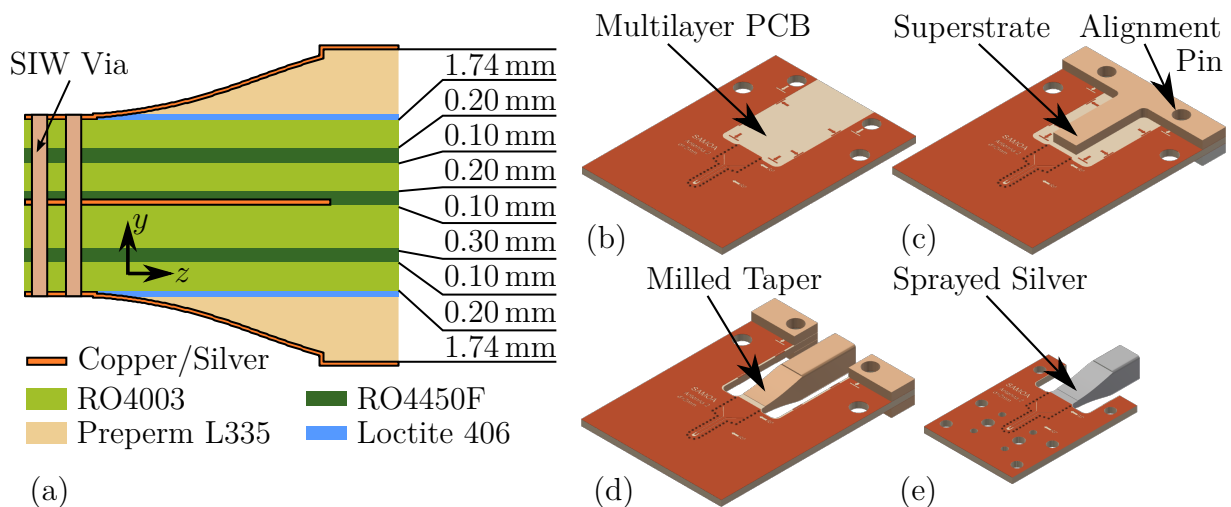 SIW Via
1.74 mm
0.20 mm
0.10 mm
0.20 mm
0.10 mm
0.30 mm
0.10 mm
0.20 mm
1.74 mm
y
z
Copper/Silver
RO4003
RO4450F
Preperm L335
Loctite 406
(a)
Multilayer PCB
(b)
Superstrate
Alignment
Pin
(c)
Milled Taper
(d)
Sprayed Silver
(e)